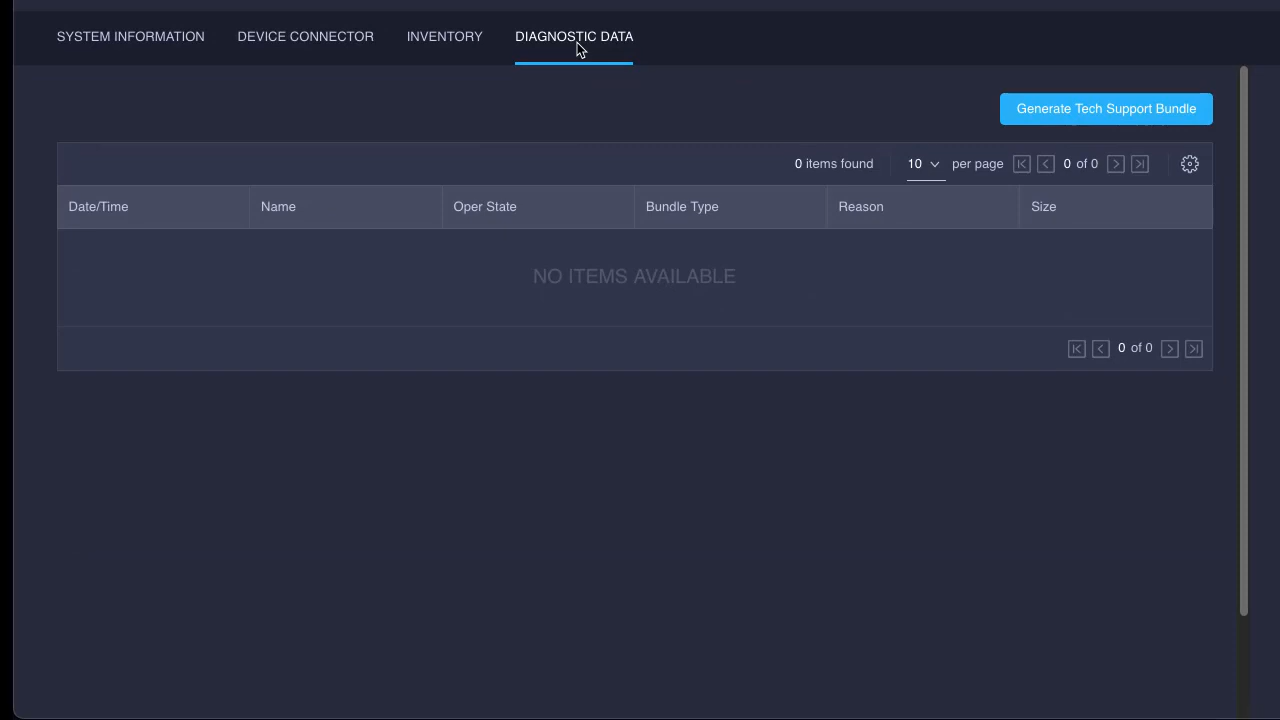 SYSTEM INFORMATION DEVICE CONNECTOR INVENTORY DIAGNOSTIC DATA
Generate Tech Support Bundle
0 items found 10 per page 0 of 0
Date/Time Name Oper State Bundle Type Reason Size
NO ITEMS AVAILABLE
0 of 0